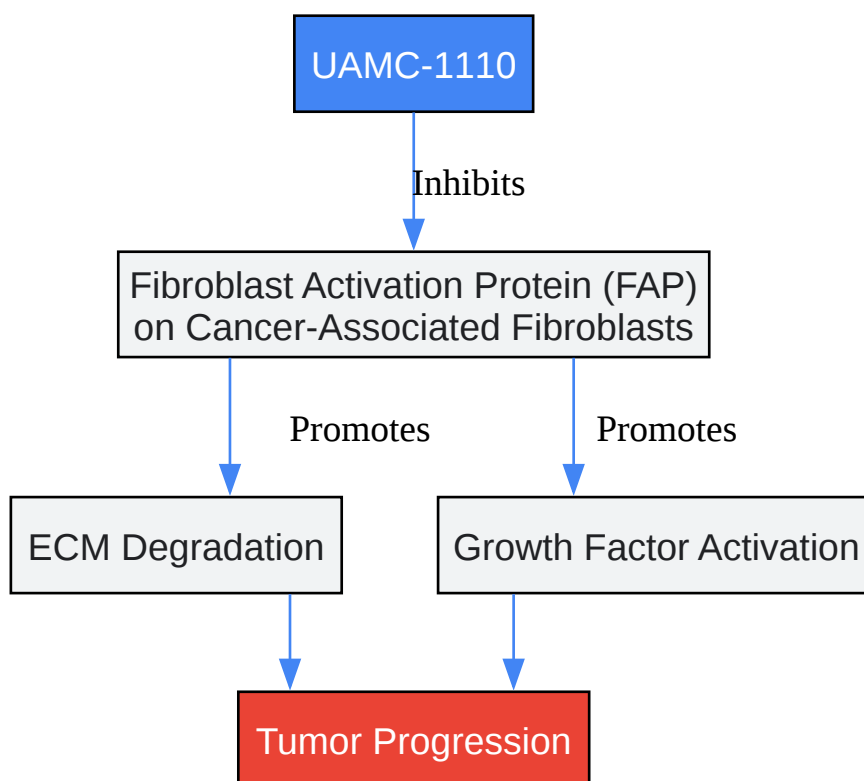 UAMC-1110
Inhibits
Fibroblast Activation Protein (FAP)
on Cancer-Associated Fibroblasts
Promotes
Promotes
ECM Degradation
Growth Factor Activation
Tumor Progression